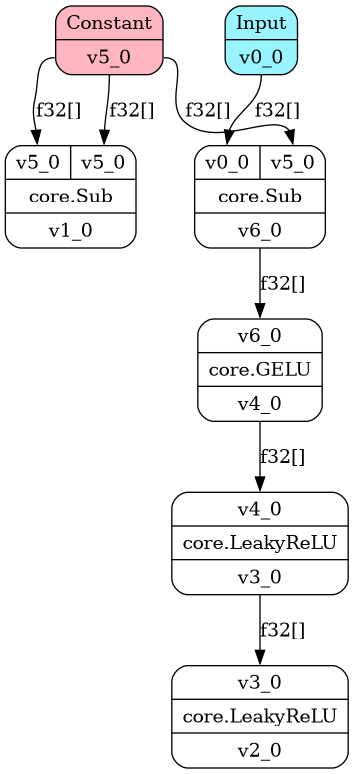 Constant
v5_0
Input
v0_0
f32[]
f32[]
f32[]
f32[]
v5_0 v5_0
core.Sub
v1_0
v0_0 v5_0
core.Sub
v6_0
f32[]
v6_0
core.GELU
v4_0
f32[]
v4_0
core.LeakyReLU
v3_0
f32[]
v3_0
core.LeakyReLU
v2_0